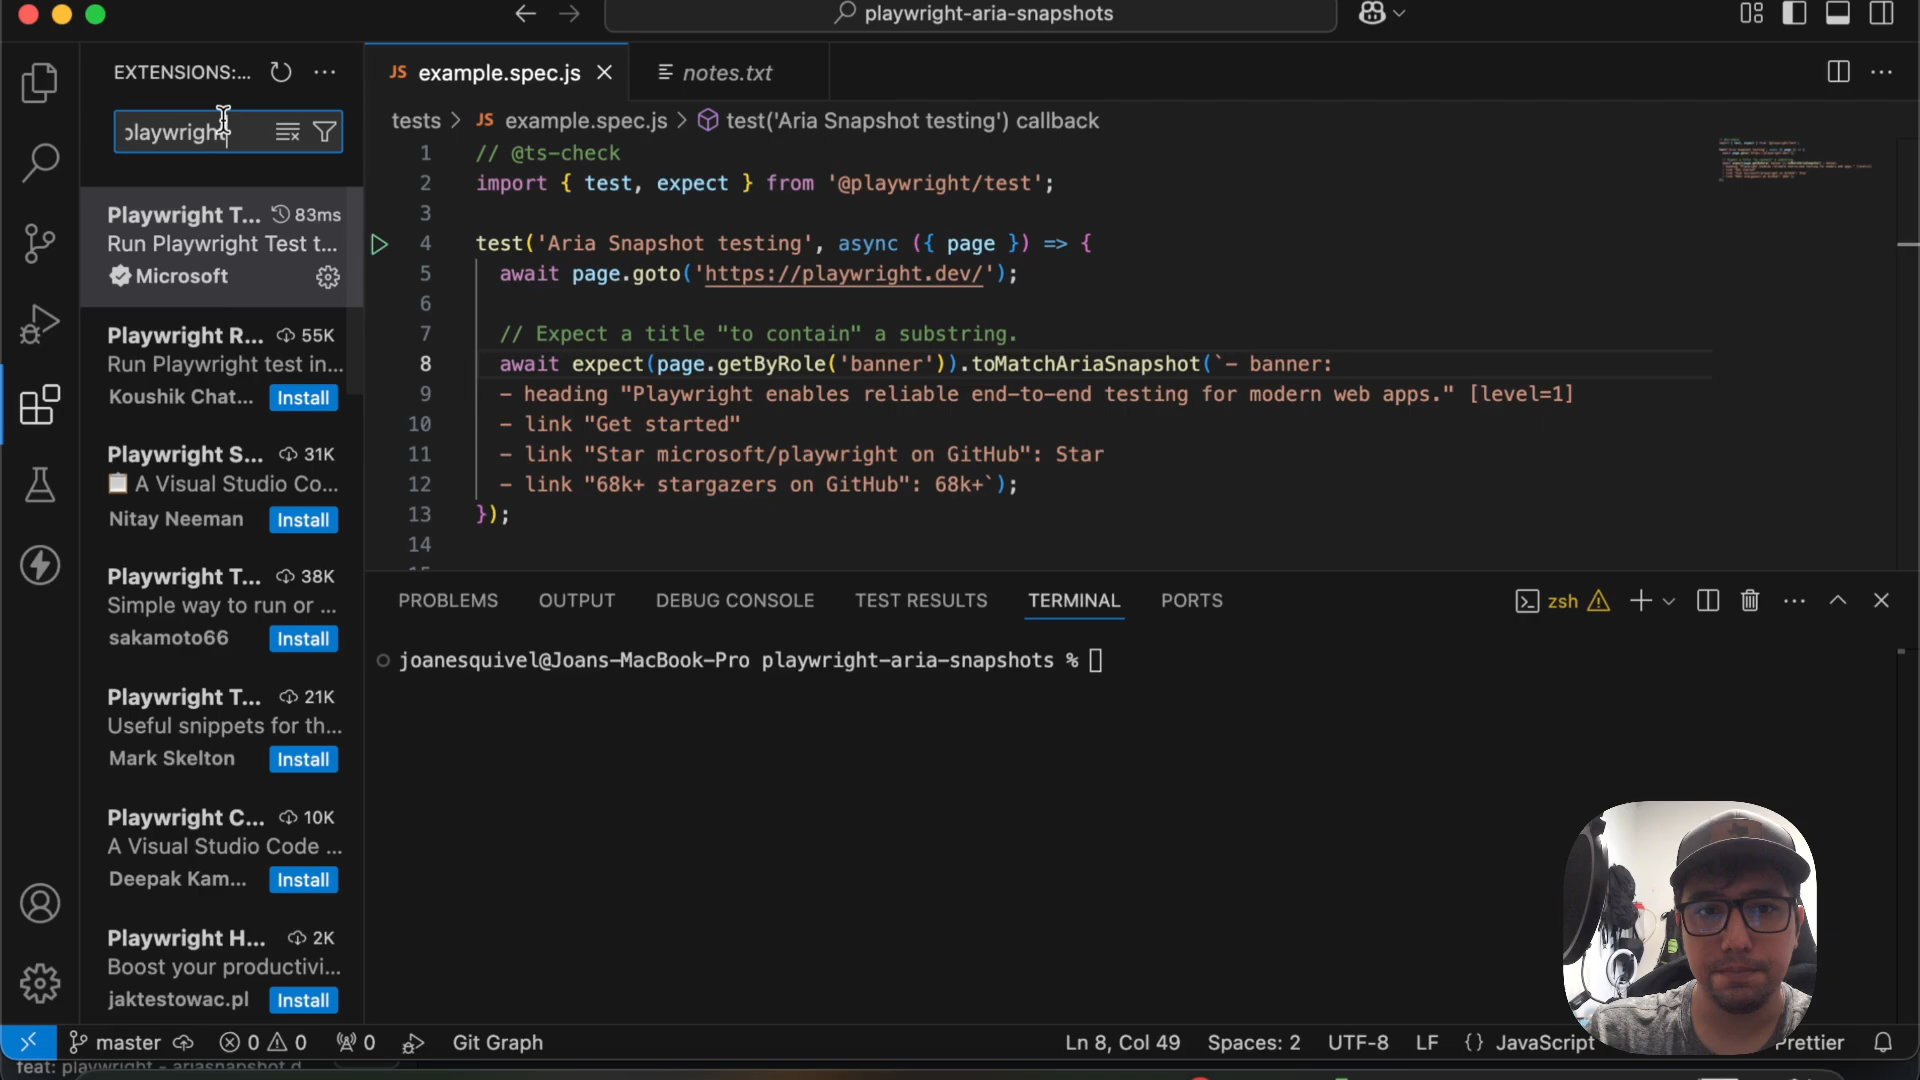 playwright-aria-snapshots
EXTENSIONS:...
playwright
Playwright T... 83ms
Run Playwright Test t...
Microsoft
Playwright R... 55K
Run Playwright test in...
Koushik Chat... Install
Playwright S... 31K
A Visual Studio Co...
Nitay Neeman Install
Playwright T... 38K
Simple way to run or ...
sakamoto66 Install
Playwright T... 21K
Useful snippets for th...
Mark Skelton Install
Playwright C... 10K
A Visual Studio Code ...
Deepak Kam... Install
Playwright H... 2K
Boost your productivi...
jaktestowac.pl Install
JS example.spec.js
notes.txt
tests > JS example.spec.js > test('Aria Snapshot testing') callback
1 // @ts-check
2 import { test, expect } from '@playwright/test';
3
4 test('Aria Snapshot testing', async ({ page }) => {
5 await page.goto('https://playwright.dev/');
6
7 // Expect a title "to contain" a substring.
8 await expect(page.getByRole('banner')).toMatchAriaSnapshot(`- banner:
9 - heading "Playwright enables reliable end-to-end testing for modern web apps." [level=1]
10 - link "Get started"
11 - link "Star microsoft/playwright on GitHub": Star
12 - link "68k+ stargazers on GitHub": 68k+`);
13 });
14
PROBLEMS OUTPUT DEBUG CONSOLE TEST RESULTS TERMINAL PORTS
zsh
joanesquivel@Joans-MacBook-Pro playwright-aria-snapshots %
master 0 0 0 Git Graph
Ln 8, Col 49 Spaces: 2 UTF-8 LF {} JavaScript Prettier
feat: playwright - ariasnapshot d